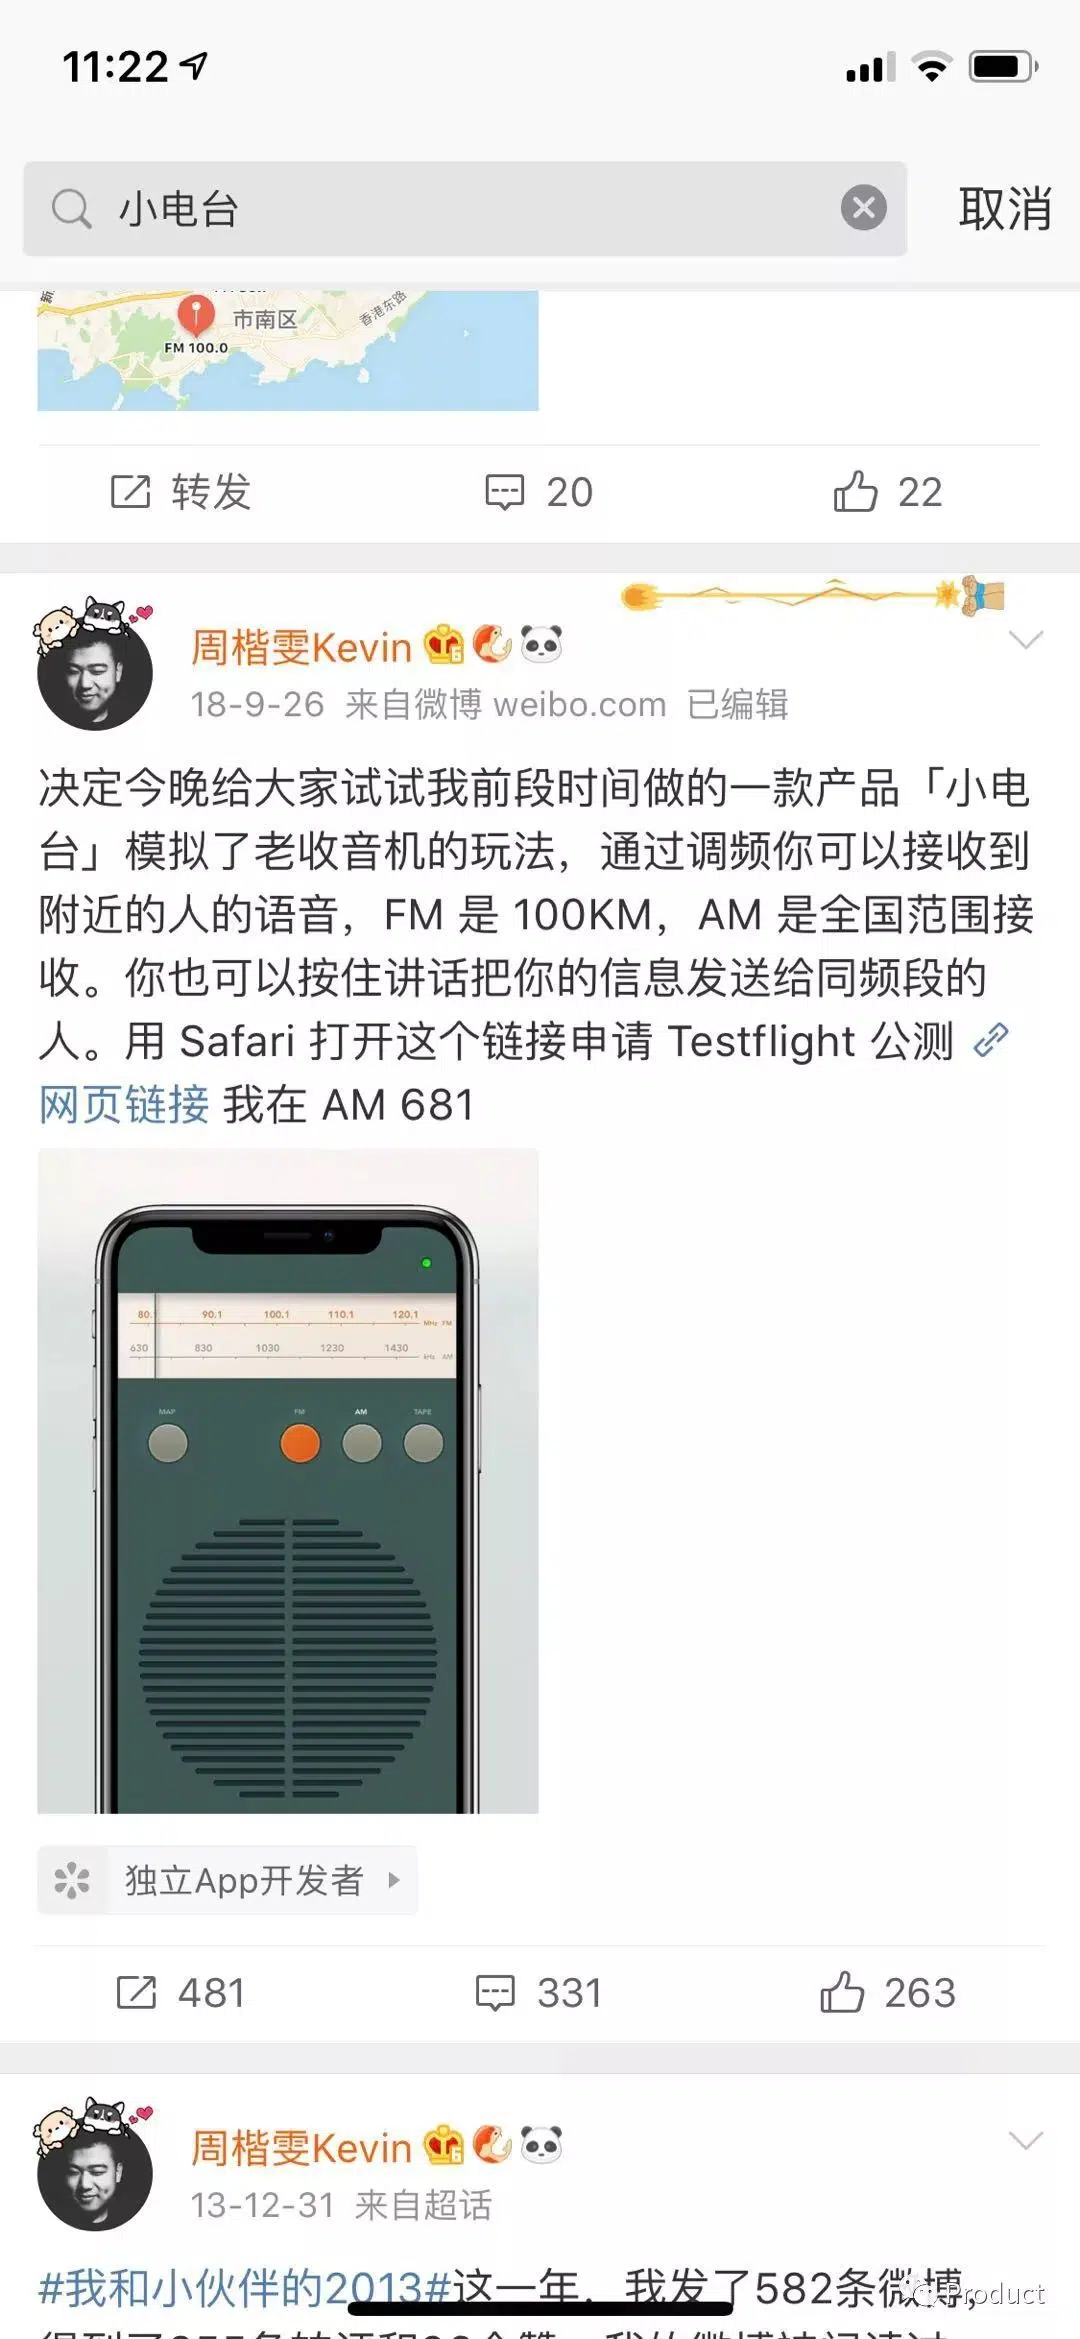 11:22
小电台
取消
市南区
香港东路
FM 100.0
转发
20
22
周楷雯Kevin
18-9-26 来自微博 weibo.com 已编辑
决定今晚给大家试试我前段时间做的一款产品「小电
台」模拟了老收音机的玩法，通过调频你可以接收到
附近的人的语音，FM 是 100KM，AM 是全国范围接
收。你也可以按住讲话把你的信息发送给同频段的
人。用 Safari 打开这个链接申请 Testflight 公测
网页链接 我在 AM 681
80.1 90.1 100.1 110.1 120.1 MHz FM
630 830 1030 1230 1430 kHz AM
MAP FM AM TAPE
独立App开发者
481
331
263
周楷雯Kevin
13-12-31 来自超话
#我和小伙伴的2013#这一年，我发了582条微博，
Product